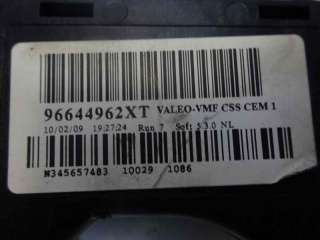 96644962XT VALEO-VMF CSS CEM 1
10/02/09 19:27:24 Run 7 Soft: 5.3.0 NL
N345657483 10029 1086